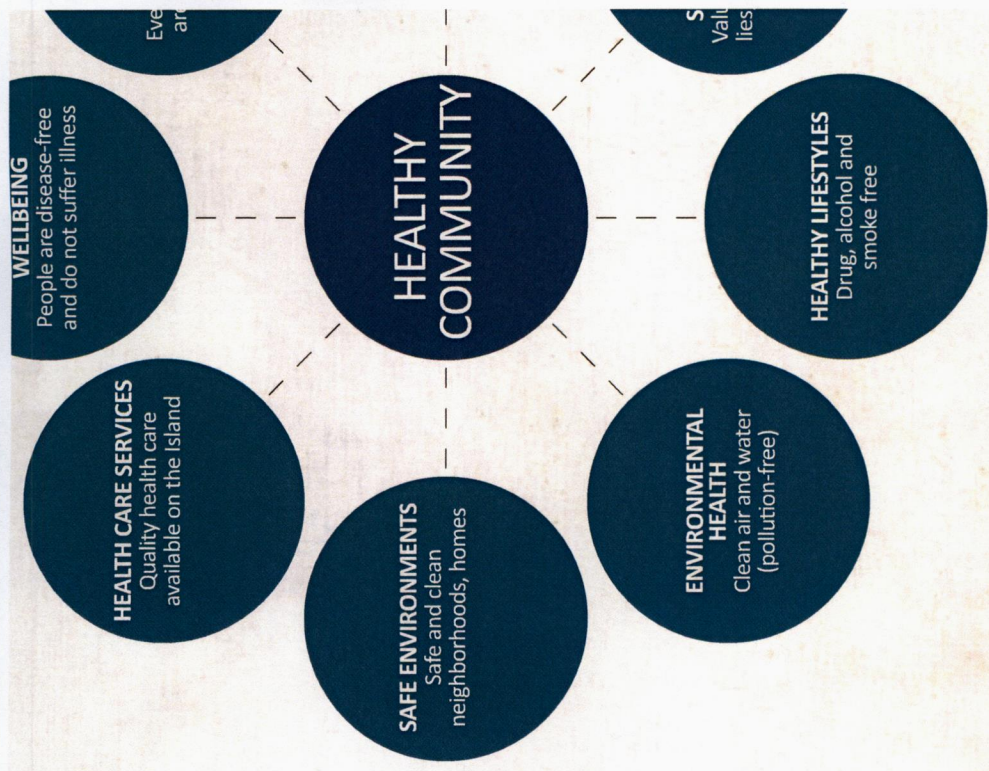 WELLBEING
People are disease-free
and do not suffer illness
HEALTH CARE SERVICES
Quality health care
available on the Island
HEALTHY
COMMUNITY
SAFE ENVIRONMENTS
Safe and clean
neighborhoods, homes
ENVIRONMENTAL
HEALTH
Clean air and water
(pollution-free)
HEALTHY LIFESTYLES
Drug, alcohol and
smoke free